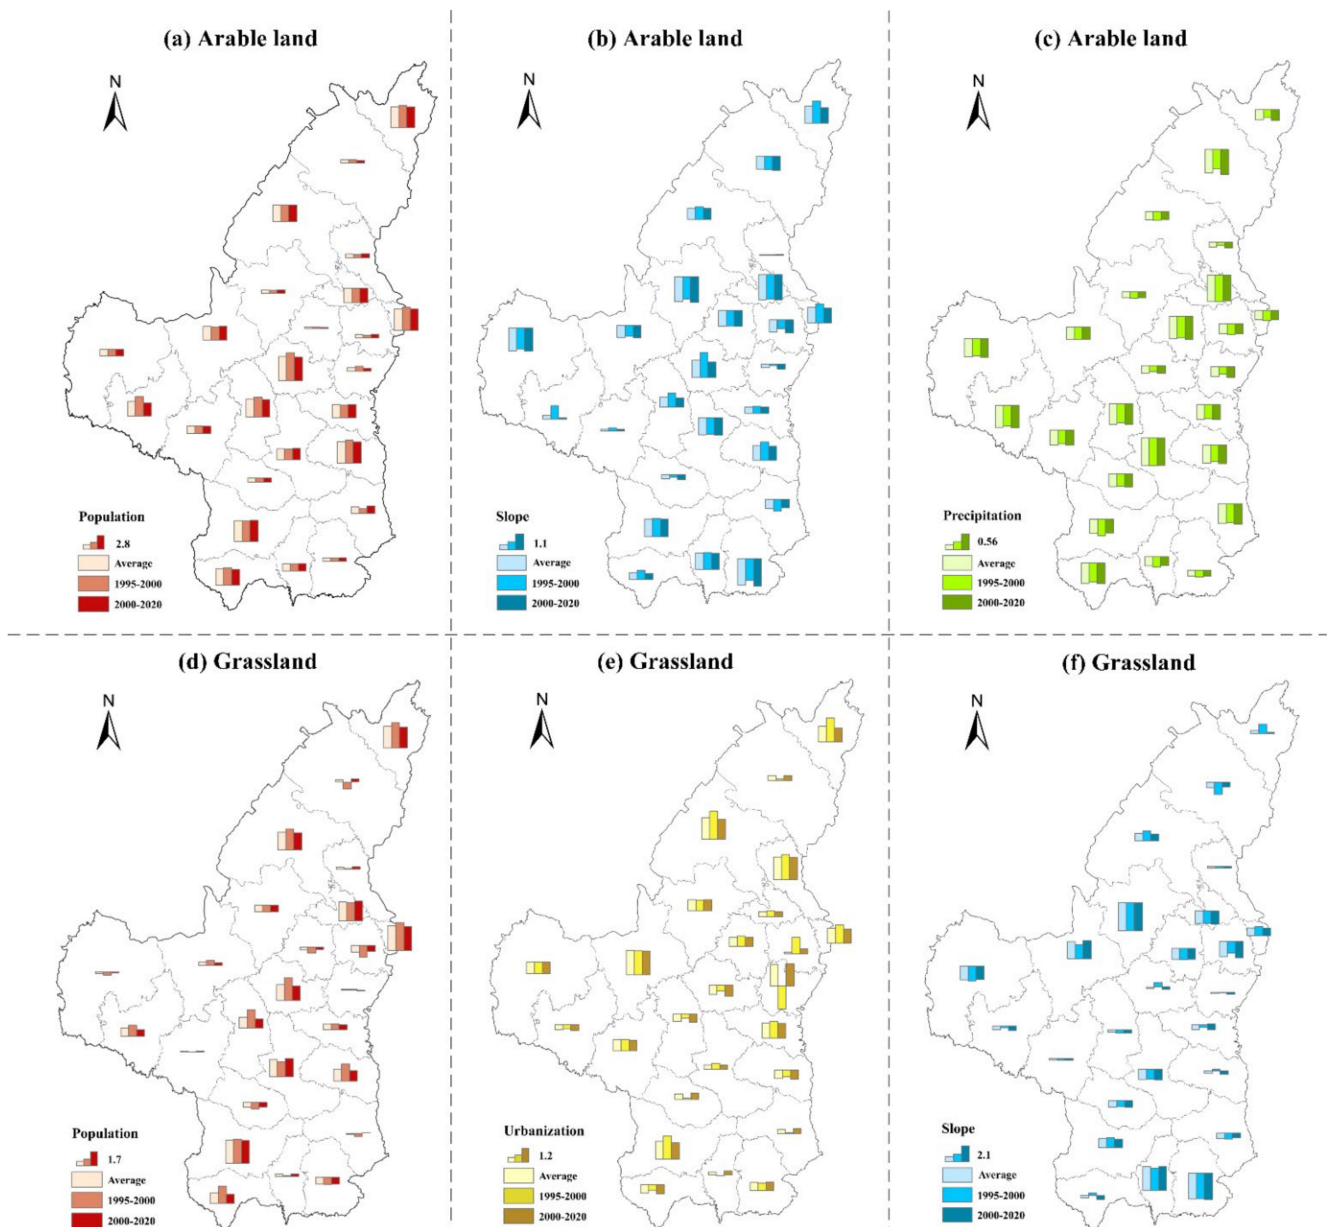 (a) Arable land
N
Population
2.8
Average
1995-2000
2000-2020
(b) Arable land
N
Slope
1.1
Average
1995-2000
2000-2020
(c) Arable land
N
Precipitation
0.56
Average
1995-2000
2000-2020
(d) Grassland
N
Population
1.7
Average
1995-2000
2000-2020
(e) Grassland
N
Urbanization
1.2
Average
1995-2000
2000-2020
(f) Grassland
N
Slope
2.1
Average
1995-2000
2000-2020